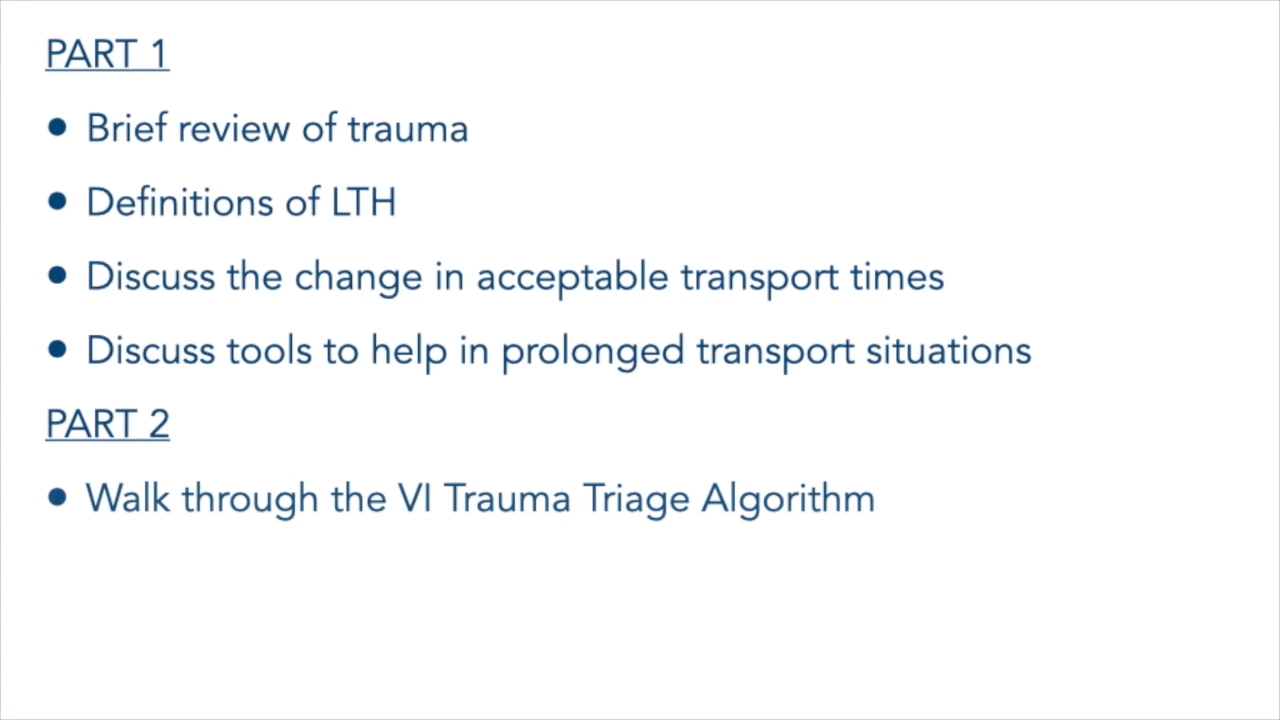 PART 1
• Brief review of trauma
• Definitions of LTH
• Discuss the change in acceptable transport times
• Discuss tools to help in prolonged transport situations
PART 2
• Walk through the VI Trauma Triage Algorithm